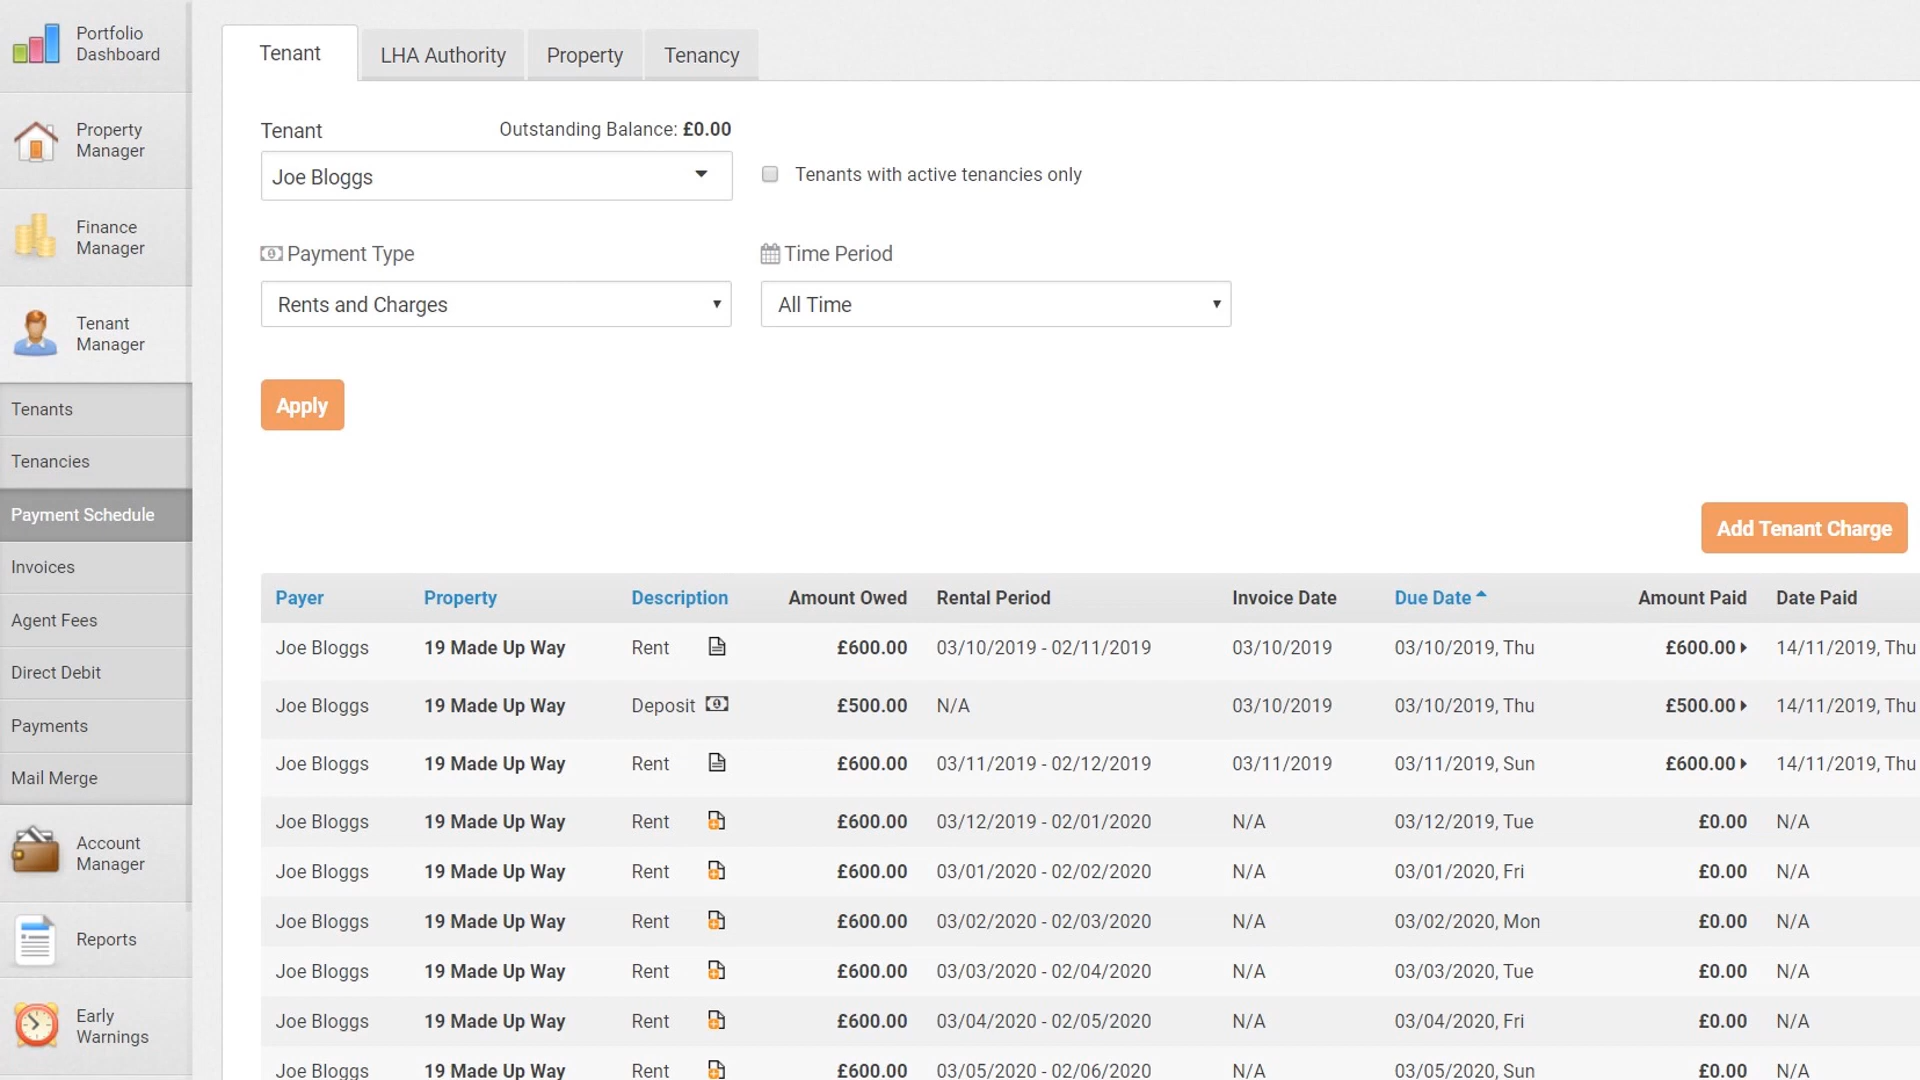 Portfolio
Dashboard
Property
Manager
Finance
Manager
Tenant
Manager
Tenants
Tenancies
Payment Schedule
Invoices
Agent Fees
Direct Debit
Payments
Mail Merge
Account
Manager
Reports
Early
Warnings
Tenant LHA Authority Property Tenancy
Tenant Outstanding Balance: £0.00
Joe Bloggs Tenants with active tenancies only
Payment Type Time Period
Rents and Charges All Time
Apply
Add Tenant Charge
Payer Property Description Amount Owed Rental Period Invoice Date Due Date Amount Paid Date Paid
Joe Bloggs 19 Made Up Way Rent £600.00 03/10/2019 - 02/11/2019 03/10/2019 03/10/2019, Thu £600.00 14/11/2019, Thu
Joe Bloggs 19 Made Up Way Deposit £500.00 N/A 03/10/2019 03/10/2019, Thu £500.00 14/11/2019, Thu
Joe Bloggs 19 Made Up Way Rent £600.00 03/11/2019 - 02/12/2019 03/11/2019 03/11/2019, Sun £600.00 14/11/2019, Thu
Joe Bloggs 19 Made Up Way Rent £600.00 03/12/2019 - 02/01/2020 N/A 03/12/2019, Tue £0.00 N/A
Joe Bloggs 19 Made Up Way Rent £600.00 03/01/2020 - 02/02/2020 N/A 03/01/2020, Fri £0.00 N/A
Joe Bloggs 19 Made Up Way Rent £600.00 03/02/2020 - 02/03/2020 N/A 03/02/2020, Mon £0.00 N/A
Joe Bloggs 19 Made Up Way Rent £600.00 03/03/2020 - 02/04/2020 N/A 03/03/2020, Tue £0.00 N/A
Joe Bloggs 19 Made Up Way Rent £600.00 03/04/2020 - 02/05/2020 N/A 03/04/2020, Fri £0.00 N/A
Joe Bloggs 19 Made Up Way Rent £600.00 03/05/2020 - 02/06/2020 N/A 03/05/2020, Sun £0.00 N/A